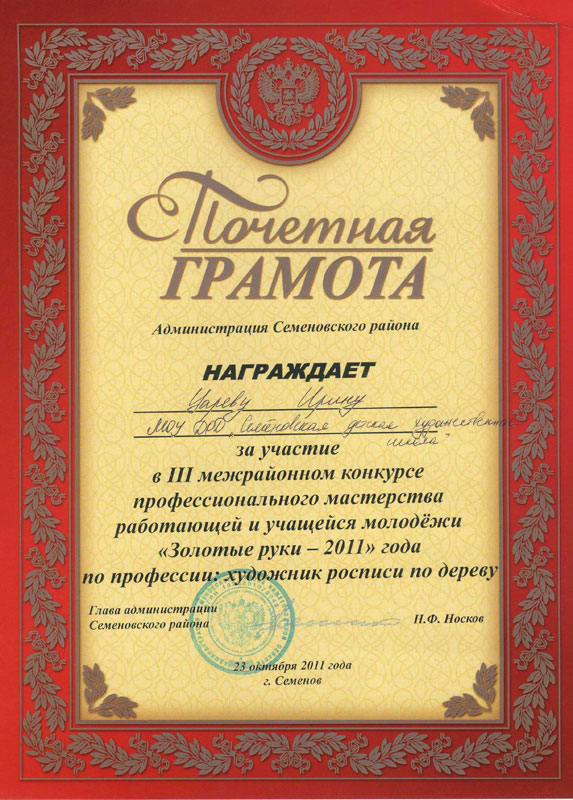 Почетная
ГРАМОТА
Администрация Семеновского района
НАГРАЖДАЕТ
Цареву Ирину
МОУ ДОД „Семёновская детская художественная
школа"
за участие
в III межрайонном конкурсе
профессионального мастерства
работающей и учащейся молодёжи
«Золотые руки – 2011» года
по профессии: художник росписи по дереву
Глава администрации
Семеновского района
Н.Ф. Носков
23 октября 2011 года
г. Семенов